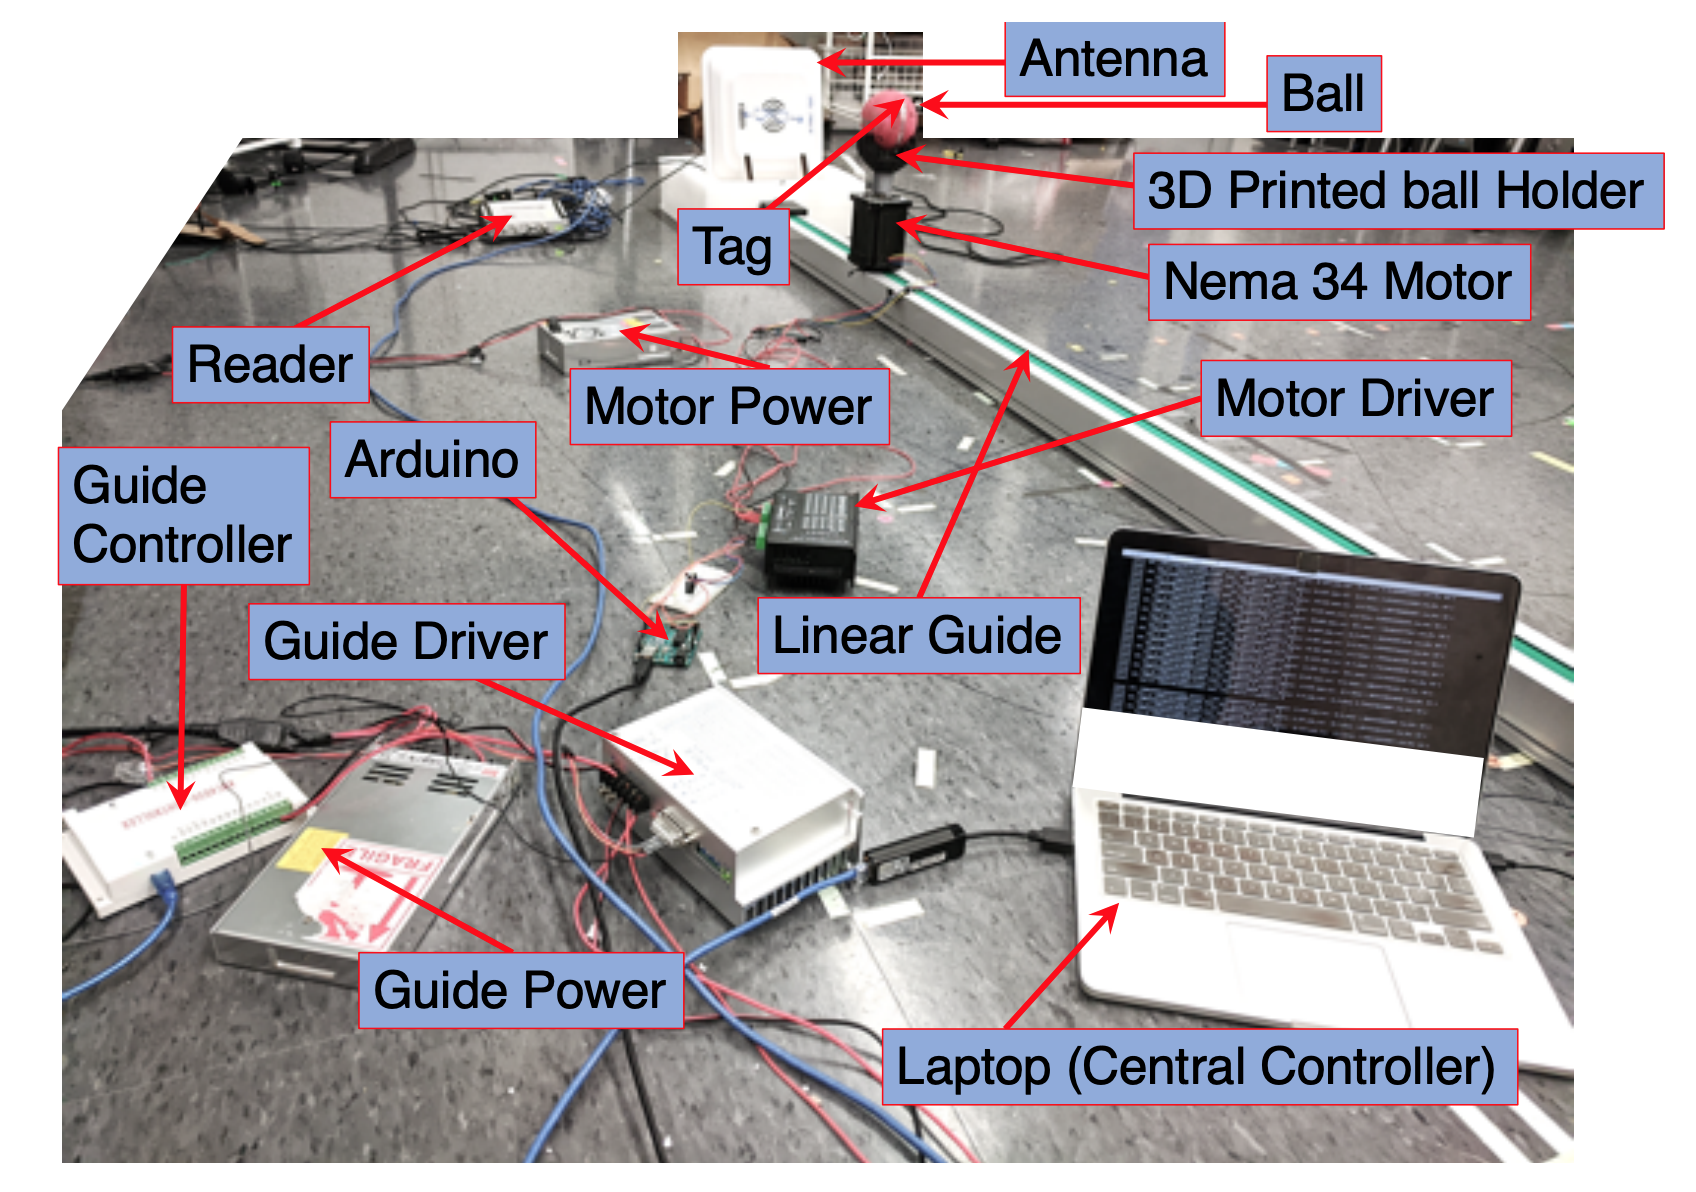 Antenna
Ball
3D Printed ball Holder
Tag
Nema 34 Motor
Reader
Motor Power
Motor Driver
Arduino
Guide
Controller
Guide Driver
Linear Guide
FRAGIL
Guide Power
Laptop (Central Controller)